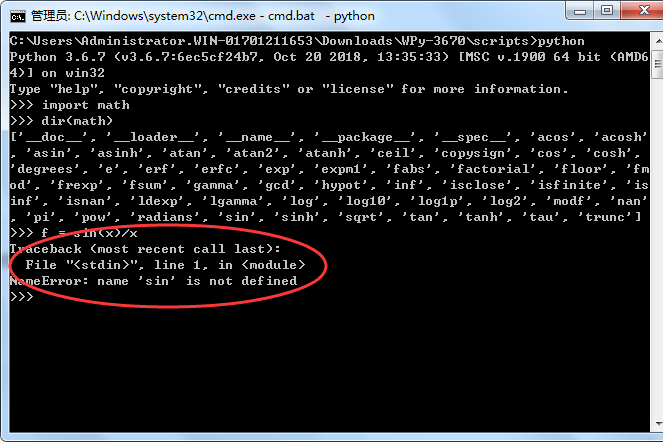 管理员: C:\Windows\system32\cmd.exe - cmd.bat - python
C:\Users\Administrator.WIN-01701211653\Downloads\WPy-3670\scripts>python
Python 3.6.7 (v3.6.7:6ec5cf24b7, Oct 20 2018, 13:35:33) [MSC v.1900 64 bit (AMD6
4)] on win32
Type "help", "copyright", "credits" or "license" for more information.
>>> import math
>>> dir(math)
['__doc__', '__loader__', '__name__', '__package__', '__spec__', 'acos', 'acosh'
, 'asin', 'asinh', 'atan', 'atan2', 'atanh', 'ceil', 'copysign', 'cos', 'cosh',
'degrees', 'e', 'erf', 'erfc', 'exp', 'expm1', 'fabs', 'factorial', 'floor', 'fm
od', 'frexp', 'fsum', 'gamma', 'gcd', 'hypot', 'inf', 'isclose', 'isfinite', 'is
inf', 'isnan', 'ldexp', 'lgamma', 'log', 'log10', 'log1p', 'log2', 'modf', 'nan'
, 'pi', 'pow', 'radians', 'sin', 'sinh', 'sqrt', 'tan', 'tanh', 'tau', 'trunc']
>>> f = sin(x)/x
Traceback (most recent call last):
  File "<stdin>", line 1, in <module>
NameError: name 'sin' is not defined
>>>